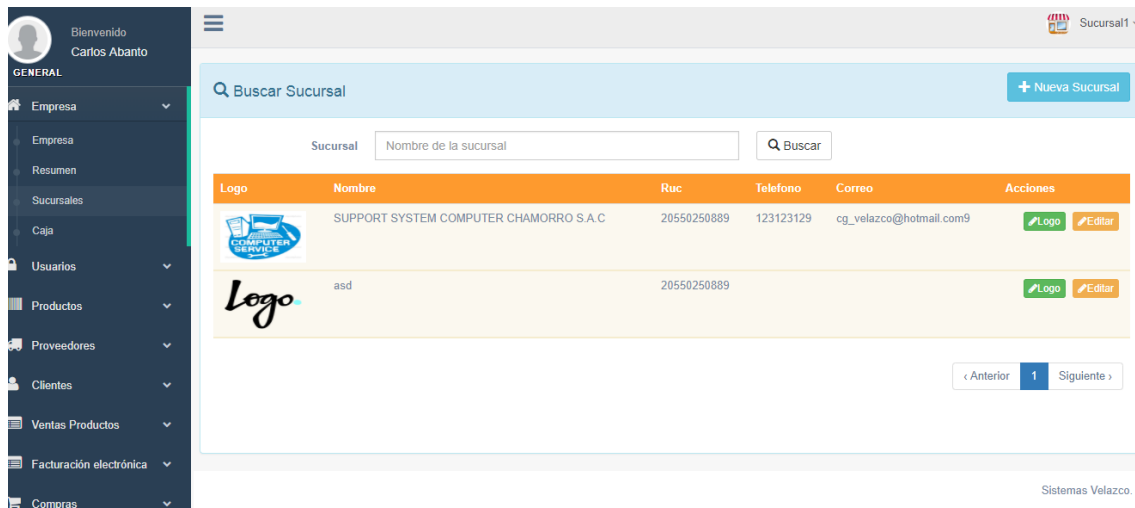 Bienvenido
Carlos Abanto
GENERAL
Empresa
Empresa
Resumen
Sucursales
Caja
Usuarios
Productos
Proveedores
Clientes
Ventas Productos
Facturación electrónica
Compras
Sucursal1
Buscar Sucursal
+ Nueva Sucursal
Sucursal Nombre de la sucursal Buscar
Logo Nombre Ruc Telefono Correo Acciones
COMPUTER
SERVICE
SUPPORT SYSTEM COMPUTER CHAMORRO S.A.C 20550250889 123123129 cg_velazco@hotmail.com9 Logo Editar
Logo. asd 20550250889 Logo Editar
‹ Anterior 1 Siguiente ›
Sistemas Velazco.